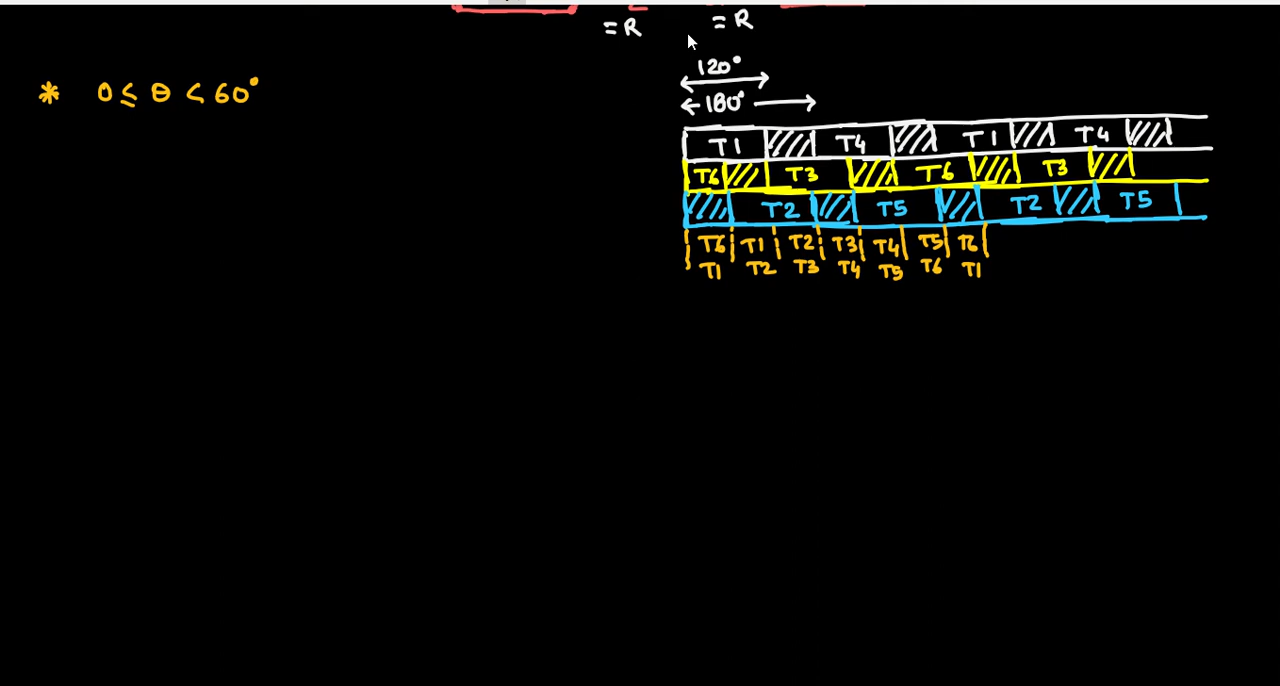 = R = R
* 0 ≤ θ < 60°
120°
180°
T1 T4 T1 T4
T6 T3 T6 T3
T2 T5 T2 T5
T6 T1 T2 T3 T4 T5 T6
T1 T2 T3 T4 T5 T6 T1